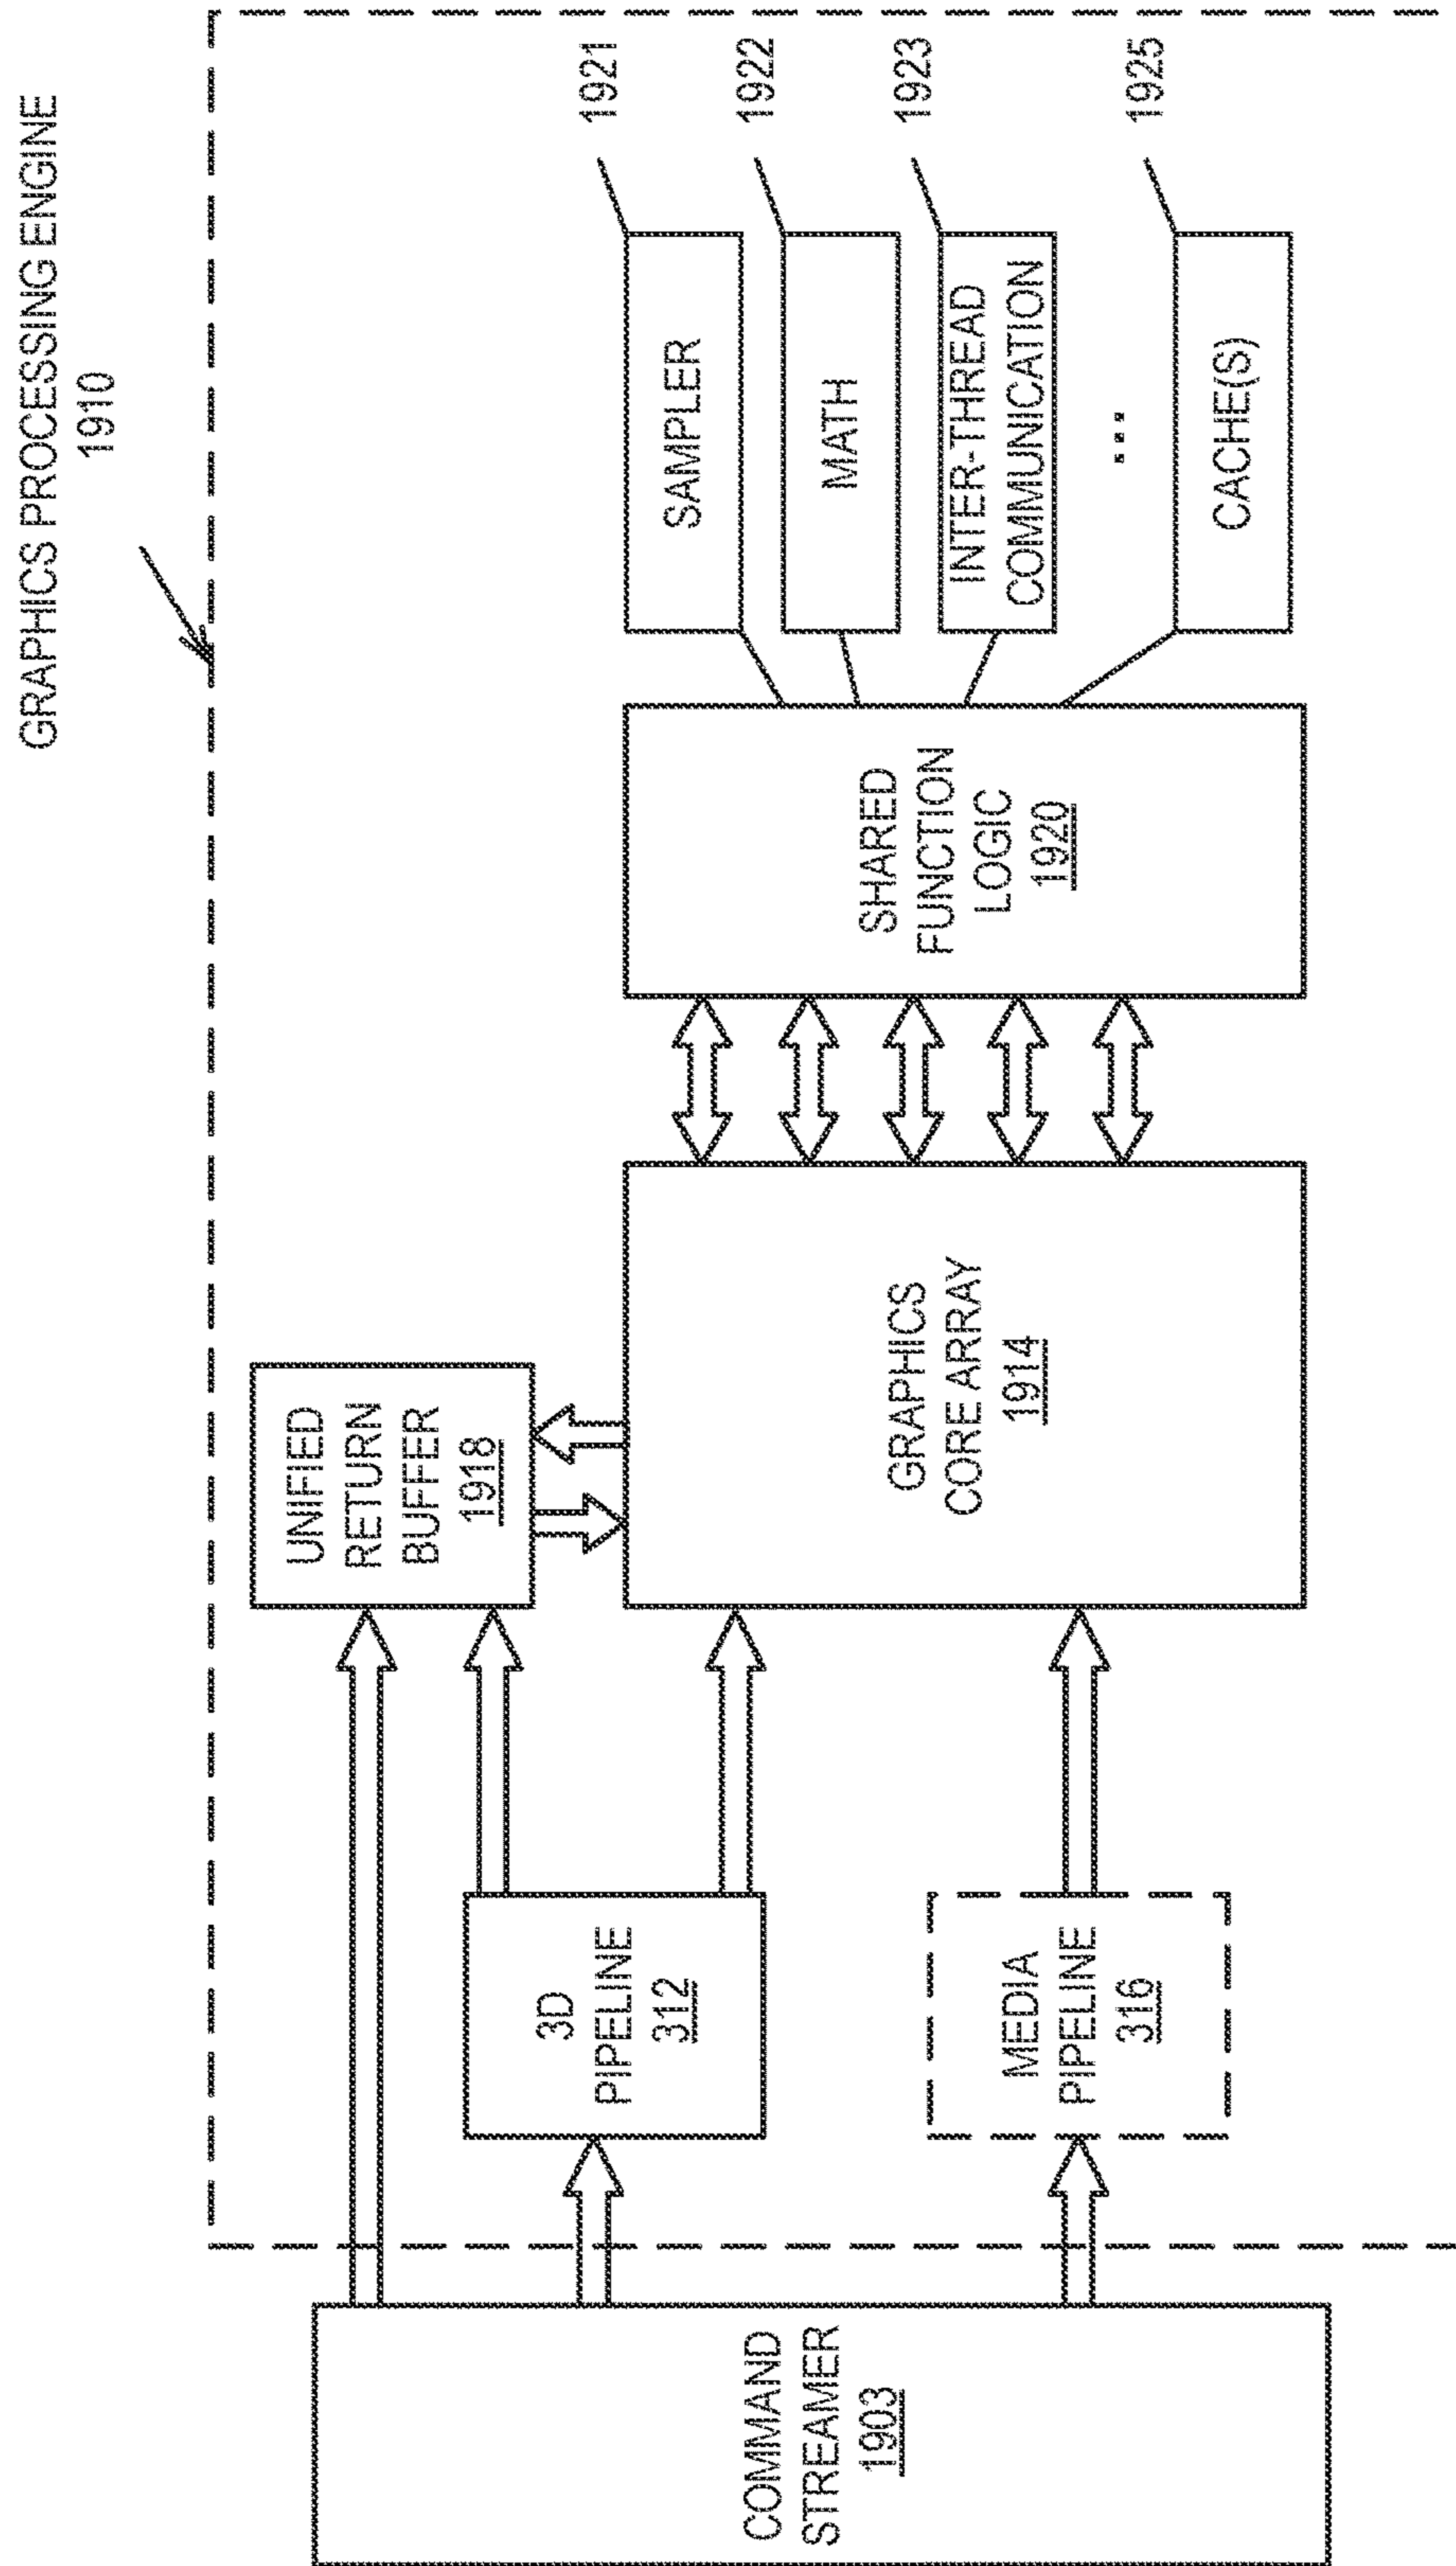 GRAPHICS PROCESSING ENGINE
1910
COMMAND
STREAMER
1903
3D
PIPELINE
312
MEDIA
PIPELINE
316
UNIFIED
RETURN
BUFFER
1918
GRAPHICS
CORE ARRAY
1914
SHARED
FUNCTION
LOGIC
1920
SAMPLER
1921
MATH
1922
INTER-THREAD
COMMUNICATION
1923
...
CACHE(S)
1925